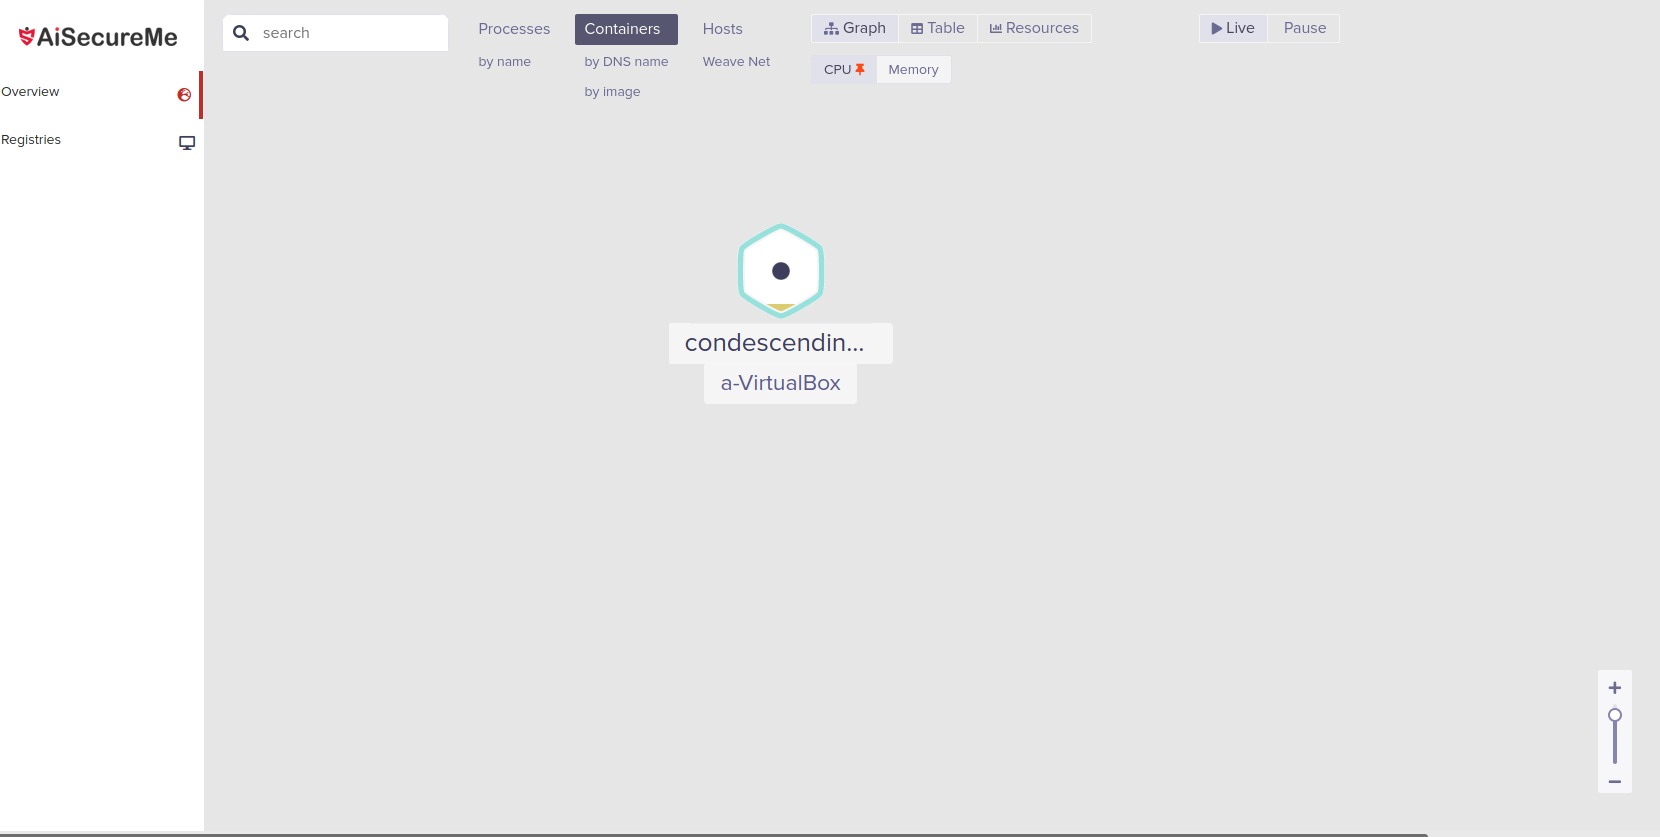 AiSecureMe
Overview
Registries
search
Processes
by name
Containers
by DNS name
by image
Hosts
Weave Net
Graph
Table
Resources
CPU
Memory
Live
Pause
condescendin...
a-VirtualBox
+
−